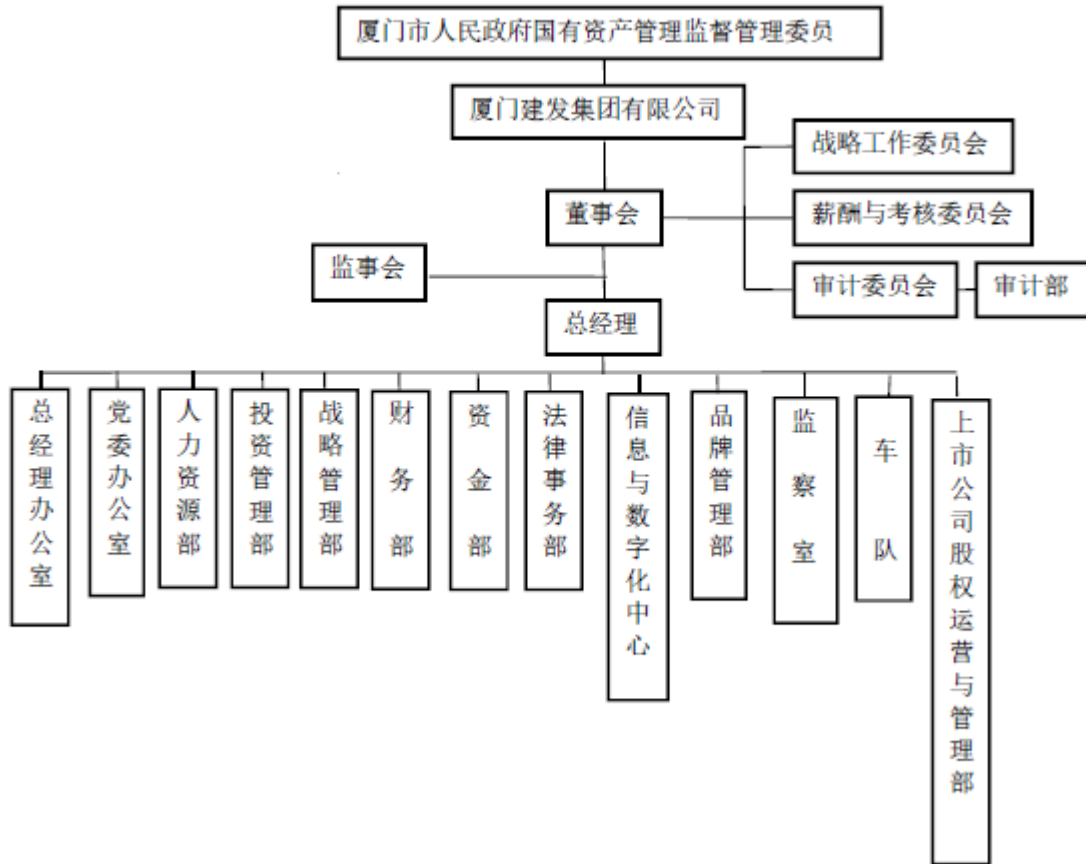 厦门市人民政府国有资产管理监督管理委员
厦门建发集团有限公司
战略工作委员会
董事会
薪酬与考核委员会
监事会
审计委员会
审计部
总经理
总经理办公室
党委办公室
人力资源部
投资管理部
战略管理部
财务部
资金部
法律事务部
信息与数字化中心
品牌管理部
监察室
车队
上市公司股权运营与管理部